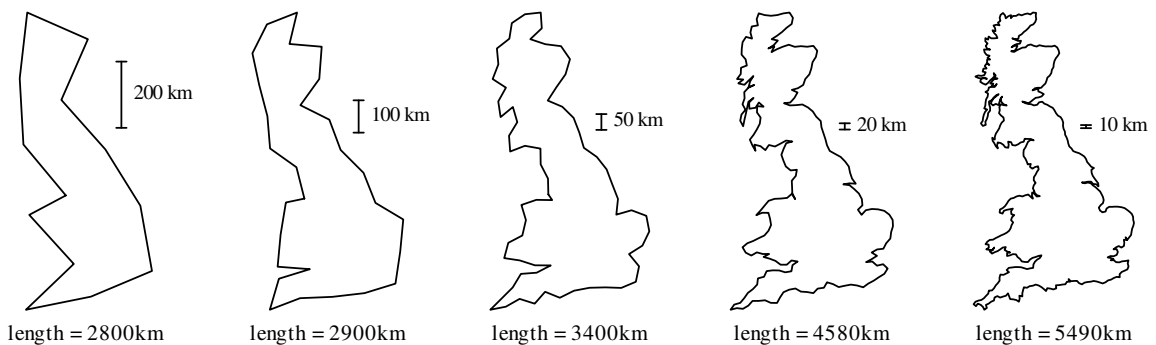 200 km
100 km
50 km
20 km
10 km
length = 2800km
length = 2900km
length = 3400km
length = 4580km
length = 5490km